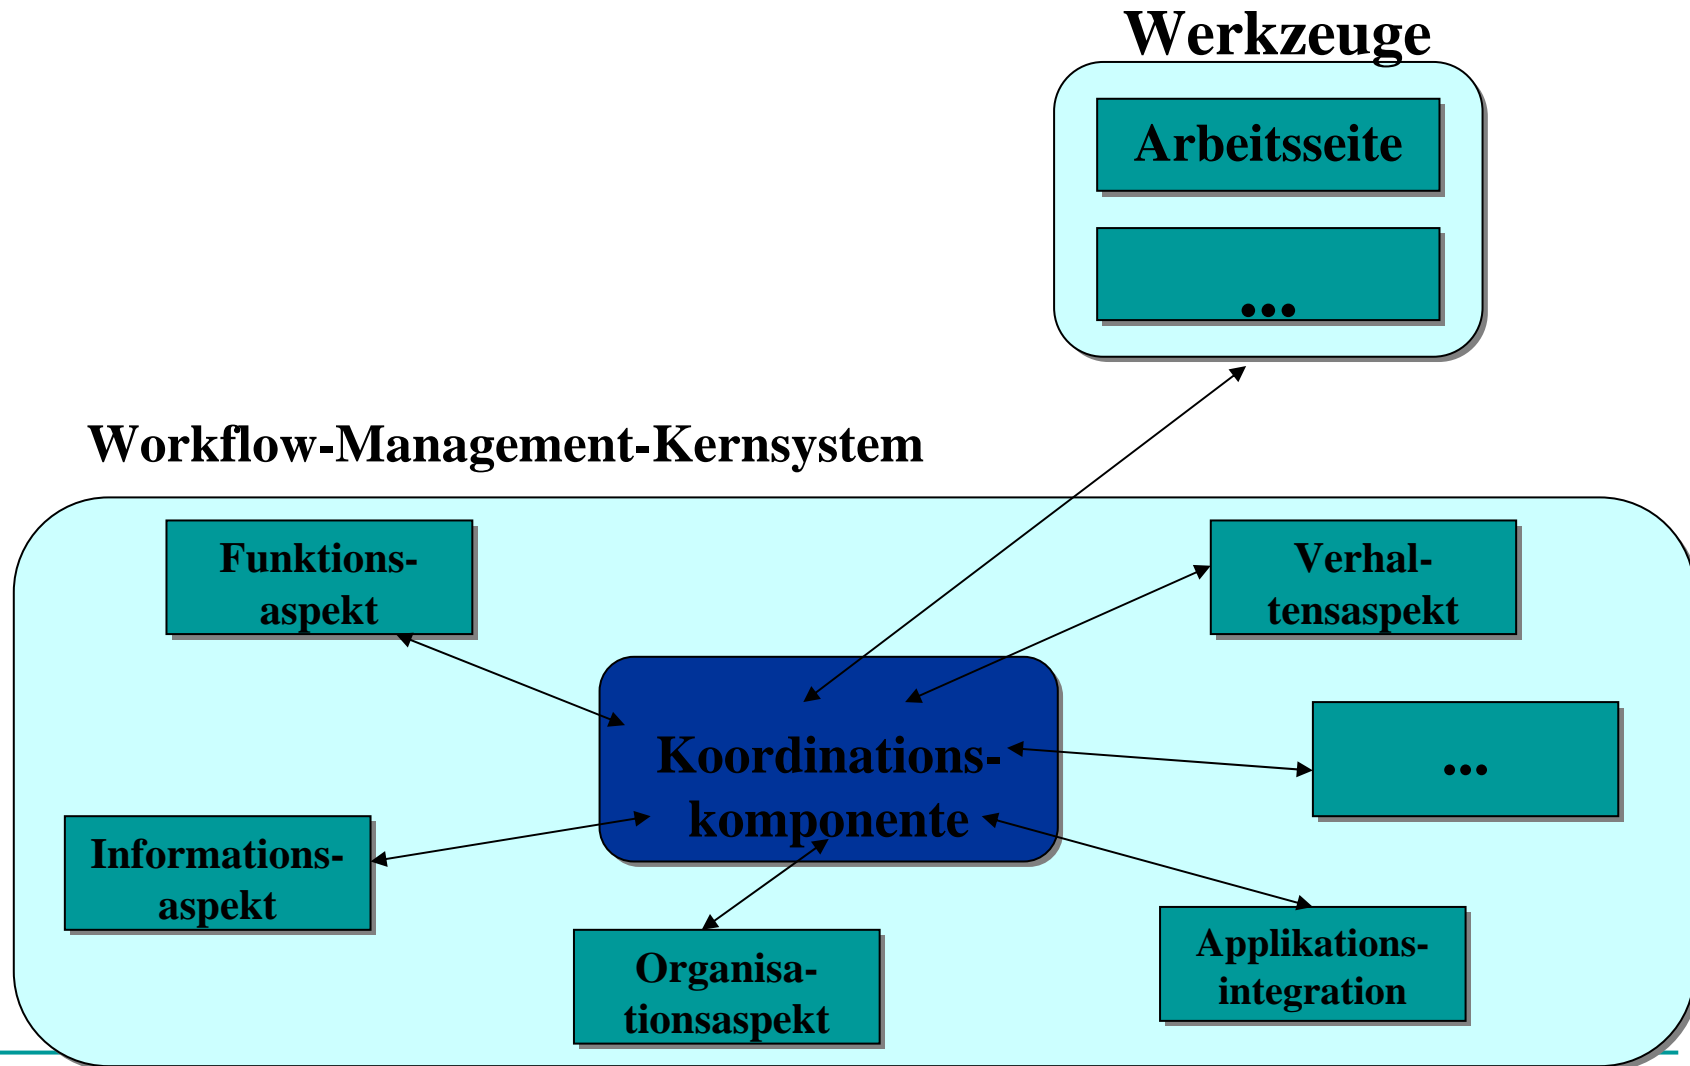 Werkzeuge
Arbeitsseite
...
Workflow-Management-Kernsystem
Funktions-
aspekt
Verhal-
tensaspekt
Koordinations-
komponente
...
Informations-
aspekt
Organisa-
tionsaspekt
Applikations-
integration